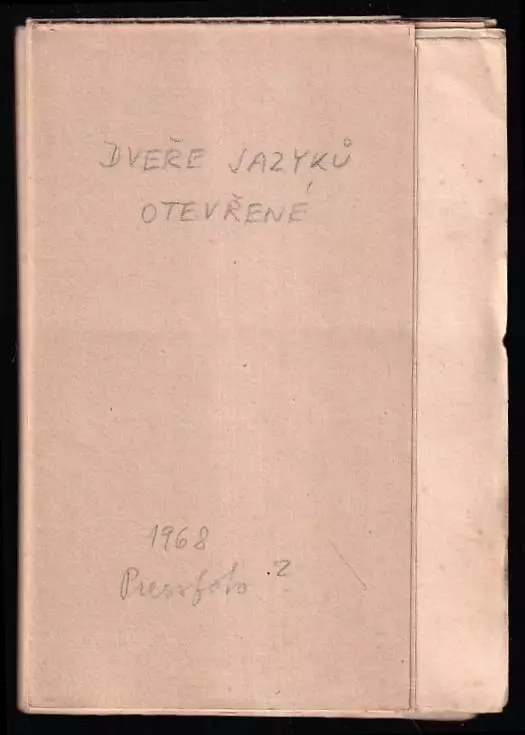 DVEŘE JAZYKŮ
OTEVŘENÉ
1968
Pressfoto ?